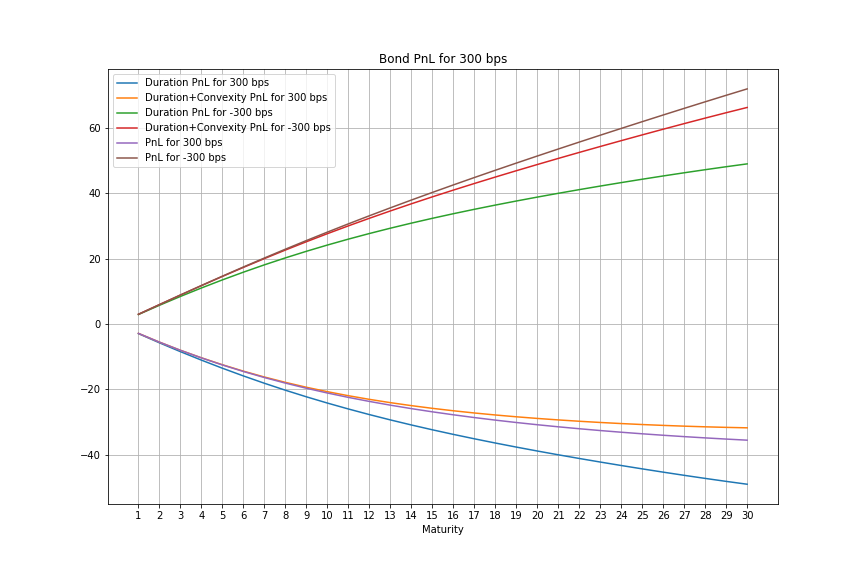 Bond PnL for 300 bps
Duration PnL for 300 bps
Duration+Convexity PnL for 300 bps
Duration PnL for -300 bps
Duration+Convexity PnL for -300 bps
PnL for 300 bps
PnL for -300 bps
60
40
20
0
−20
−40
1 2 3 4 5 6 7 8 9 10 11 12 13 14 15 16 17 18 19 20 21 22 23 24 25 26 27 28 29 30
Maturity